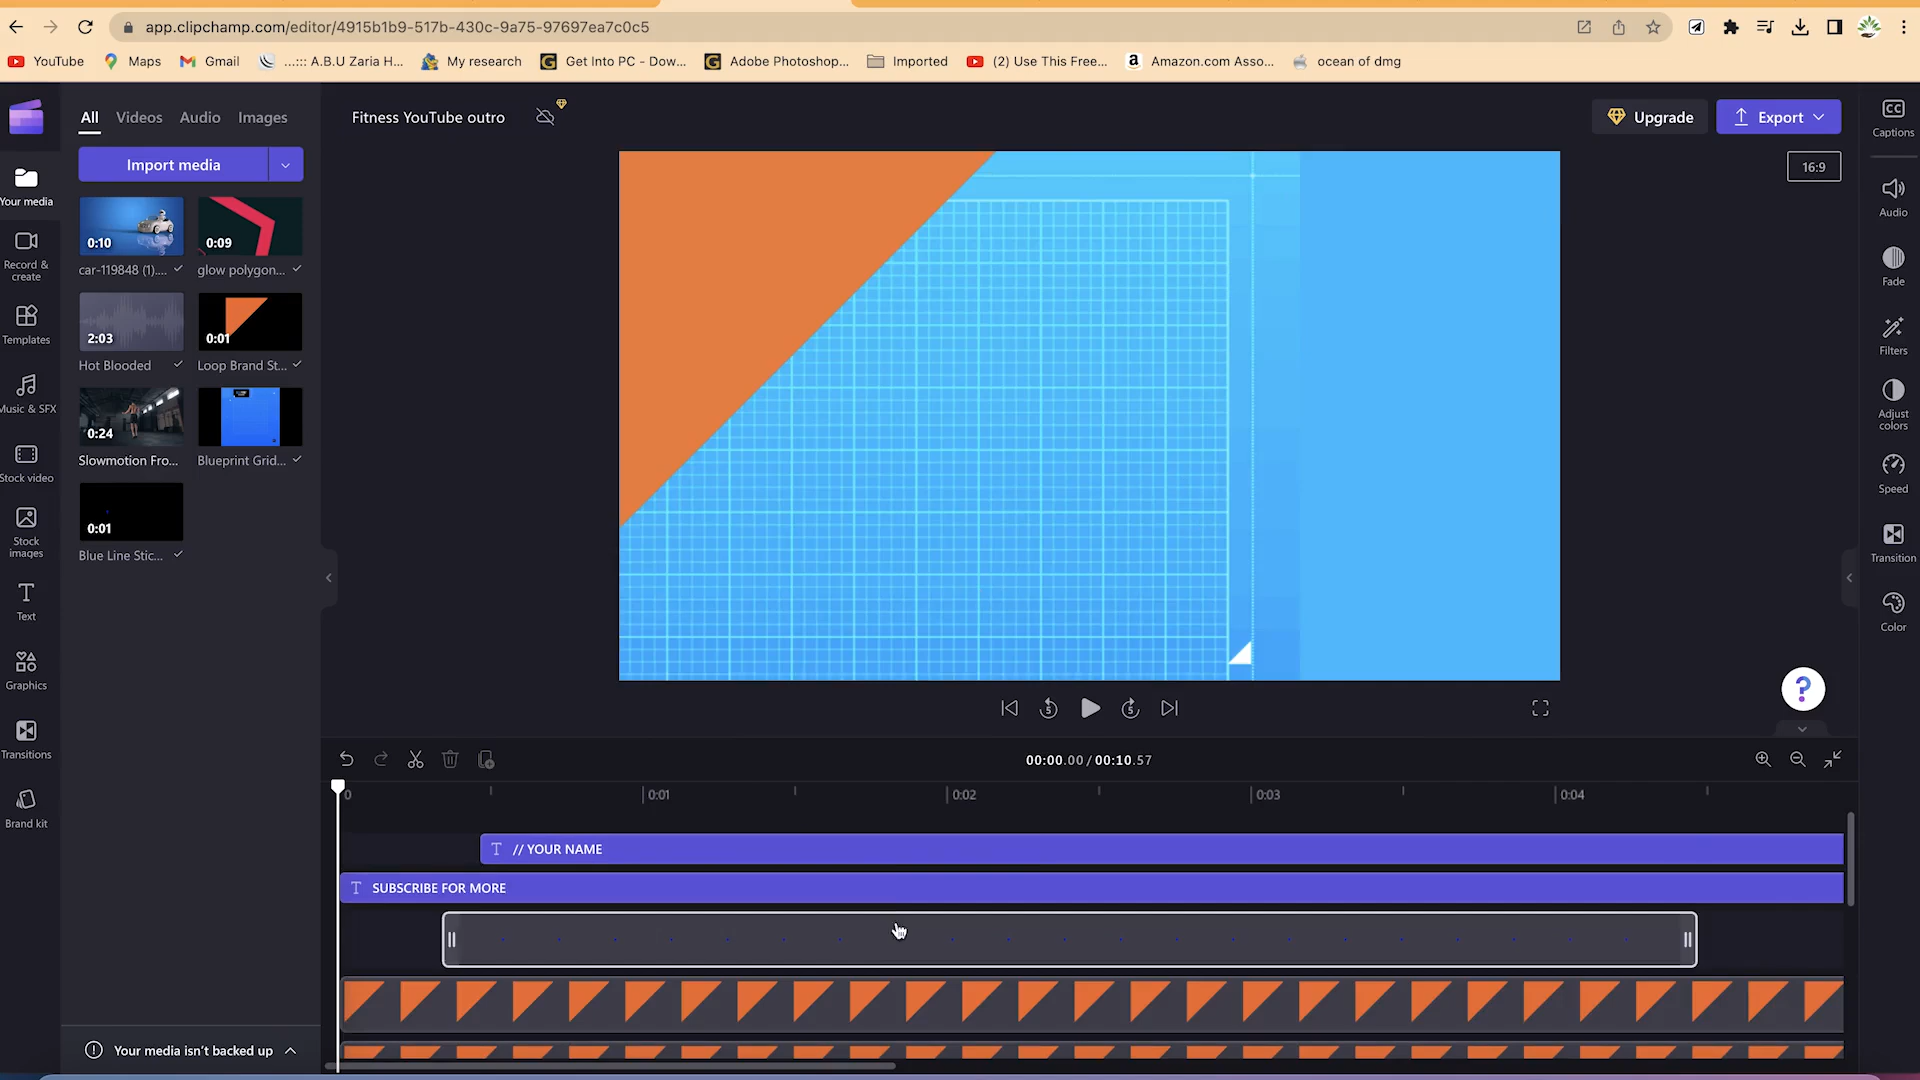 app.clipchamp.com/editor/4915b1b9-517b-430c-9a75-97697ea7c0c5
YouTube
Maps
Gmail
...::: A.B.U Zaria H...
My research
Get Into PC - Dow...
Adobe Photoshop...
Imported
(2) Use This Free...
Amazon.com Asso...
ocean of dmg
All
Videos
Audio
Images
Fitness YouTube outro
Upgrade
Export
Captions
Import media
16:9
Your media
0:10
0:09
car-119848 (1)....
glow polygon...
Audio
Record &
create
2:03
0:01
Hot Blooded
Loop Brand St...
Fade
Templates
Filters
Music & SFX
0:24
Slowmotion Fro...
Blueprint Grid...
Adjust
colors
Stock video
Speed
0:01
Blue Line Stic...
Stock
images
Transition
Text
Color
Graphics
?
5
5
Transitions
00:00.00 / 00:10.57
0
0:01
0:02
0:03
0:04
Brand kit
T // YOUR NAME
T SUBSCRIBE FOR MORE
Your media isn't backed up